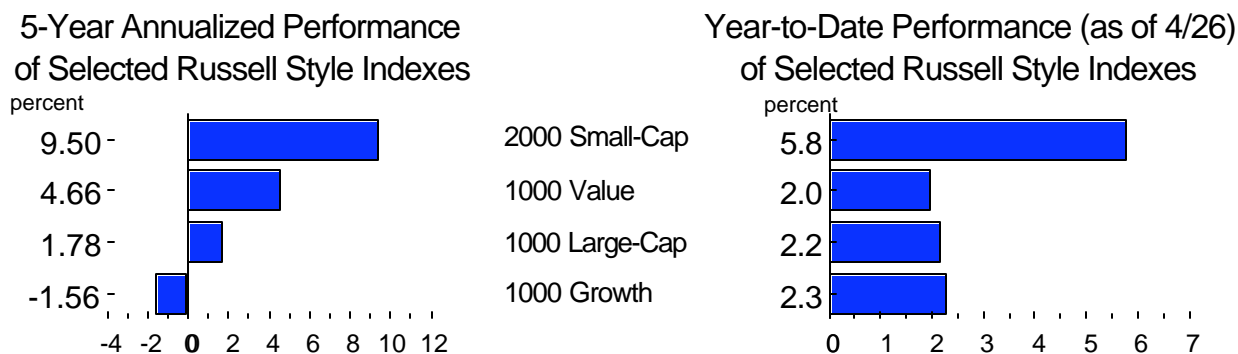 5-Year Annualized Performance
of Selected Russell Style Indexes
percent
9.50
4.66
1.78
-1.56
-4 -2 0 2 4 6 8 10 12
2000 Small-Cap
1000 Value
1000 Large-Cap
1000 Growth
Year-to-Date Performance (as of 4/26)
of Selected Russell Style Indexes
percent
5.8
2.0
2.2
2.3
0 1 2 3 4 5 6 7